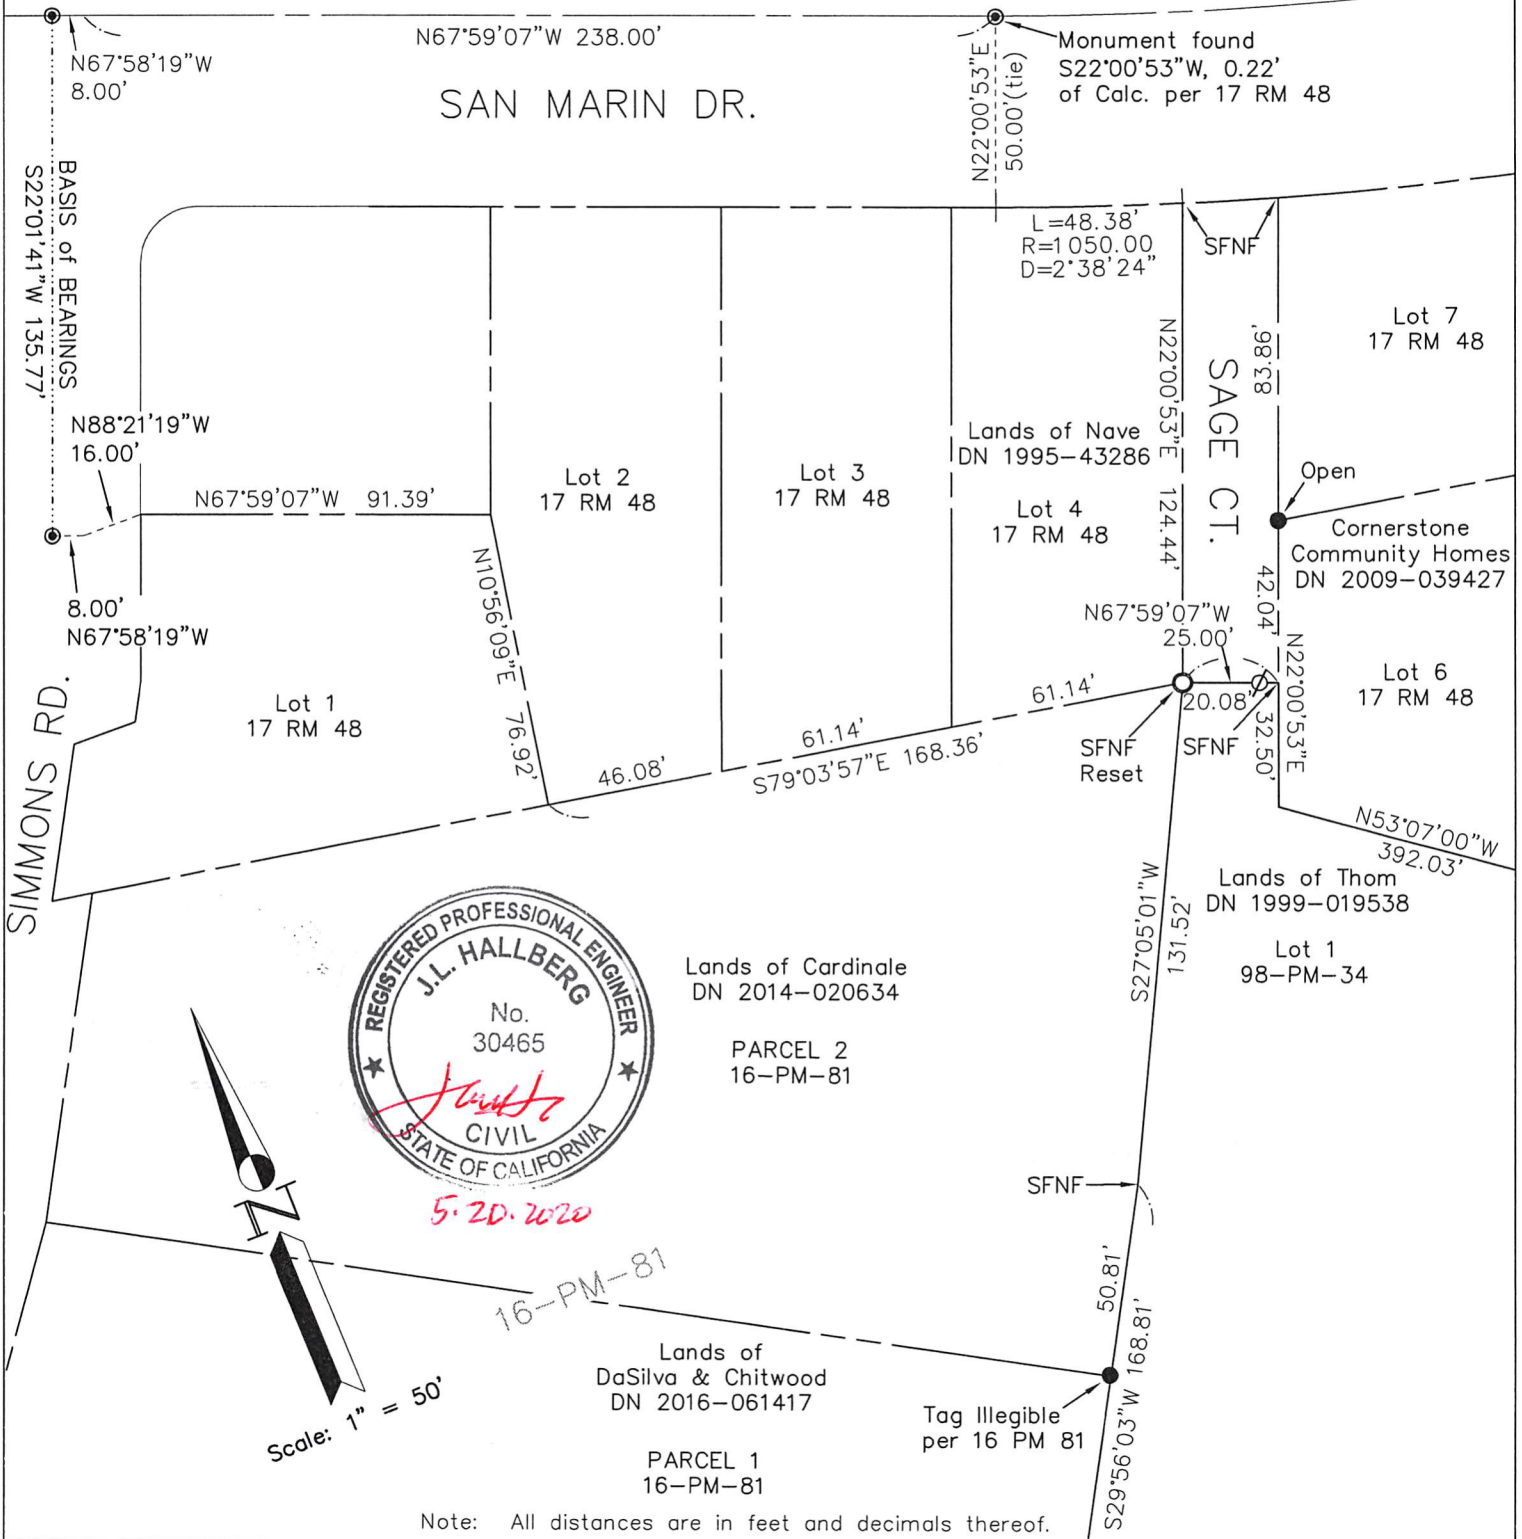 N67°59'07"W 238.00'
N67°58'19"W
8.00'
SAN MARIN DR.
N22°00'53"E
50.00'(tie)
Monument found
S22°00'53"W, 0.22'
of Calc. per 17 RM 48
BASIS of BEARINGS
S22°01'41"W 135.77'
L=48.38'
R=1050.00
D=2°38'24"
SFNF
N22°00'53"E 124.44'
SAGE CT.
83.98'
Lot 7
17 RM 48
N88°21'19"W
16.00'
N67°59'07"W 91.39'
Lot 2
17 RM 48
Lot 3
17 RM 48
Lands of Nave
DN 1995-43286
Lot 4
17 RM 48
Open
Cornerstone
Community Homes
DN 2009-039427
8.00'
N67°58'19"W
N10°56'09"E 76.92'
42.04'
N67°59'07"W
25.00'
N22°00'53"E
Lot 6
17 RM 48
SIMMONS RD.
Lot 1
17 RM 48
46.08'
61.14'
61.14'
S79°03'57"E 168.36'
20.08'
32.50'
SFNF
Reset
SFNF
N53°07'00"W
392.03'
S27°05'01"W
131.52'
Lands of Thom
DN 1999-019538
Lot 1
98-PM-34
REGISTERED PROFESSIONAL ENGINEER
J.L. HALLBERG
No.
30465
CIVIL
STATE OF CALIFORNIA
5.20.2020
Lands of Cardinale
DN 2014-020634
PARCEL 2
16-PM-81
SFNF
N
16-PM-81
50.81'
S29°56'03"W 168.81'
Scale: 1" = 50'
Lands of
DaSilva & Chitwood
DN 2016-061417
Tag Illegible
per 16 PM 81
PARCEL 1
16-PM-81
Note: All distances are in feet and decimals thereof.